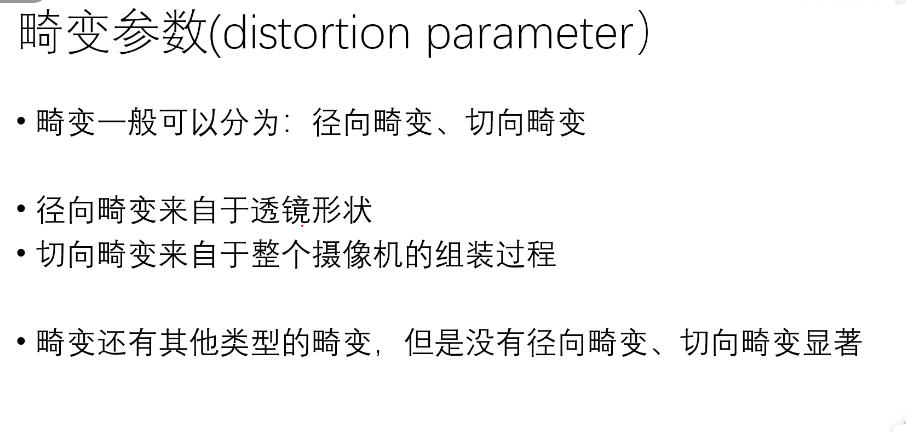 畸变参数(distortion parameter）
• 畸变一般可以分为：径向畸变、切向畸变
• 径向畸变来自于透镜形状
• 切向畸变来自于整个摄像机的组装过程
• 畸变还有其他类型的畸变，但是没有径向畸变、切向畸变显著